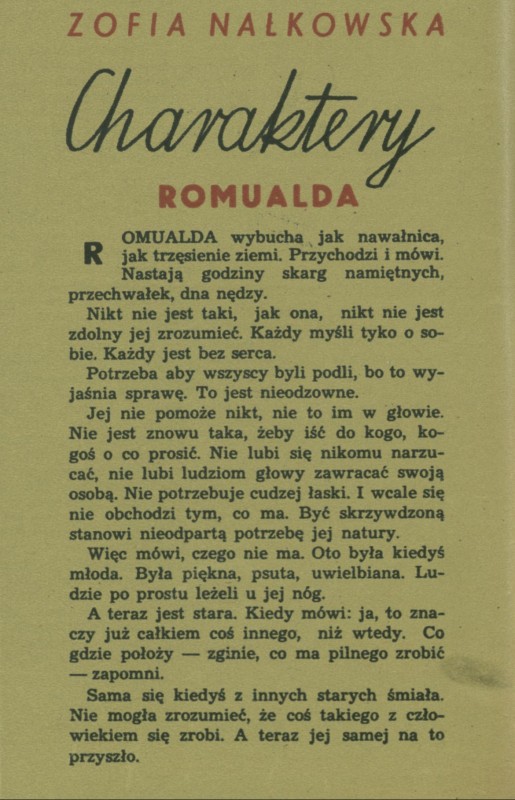 ZOFIA NAŁKOWSKA
Charaktery
ROMUALDA
ROMUALDA wybucha jak nawałnica,
jak trzęsienie ziemi. Przychodzi i mówi.
Nastają godziny skarg namiętnych,
przechwałek, dna nędzy.
Nikt nie jest taki, jak ona, nikt nie jest
zdolny jej zrozumieć. Każdy myśli tyko o so-
bie. Każdy jest bez serca.
Potrzeba aby wszyscy byli podli, bo to wy-
jaśnia sprawę. To jest nieodzowne.
Jej nie pomoże nikt, nie to im w głowie.
Nie jest znowu taka, żeby iść do kogo, ko-
goś o co prosić. Nie lubi się nikomu narzu-
cać, nie lubi ludziom głowy zawracać swoją
osobą. Nie potrzebuje cudzej łaski. I wcale się
nie obchodzi tym, co ma. Być skrzywdzoną
stanowi nieodpartą potrzebę jej natury.
Więc mówi, czego nie ma. Oto była kiedyś
młoda. Była piękna, psuta, uwielbiana. Lu-
dzie po prostu leżeli u jej nóg.
A teraz jest stara. Kiedy mówi: ja, to zna-
czy już całkiem coś innego, niż wtedy. Co
gdzie położy — zginie, co ma pilnego zrobić
— zapomni.
Sama się kiedyś z innych starych śmiała.
Nie mogła zrozumieć, że coś takiego z czło-
wiekiem się zrobi. A teraz jej samej na to
przyszło.